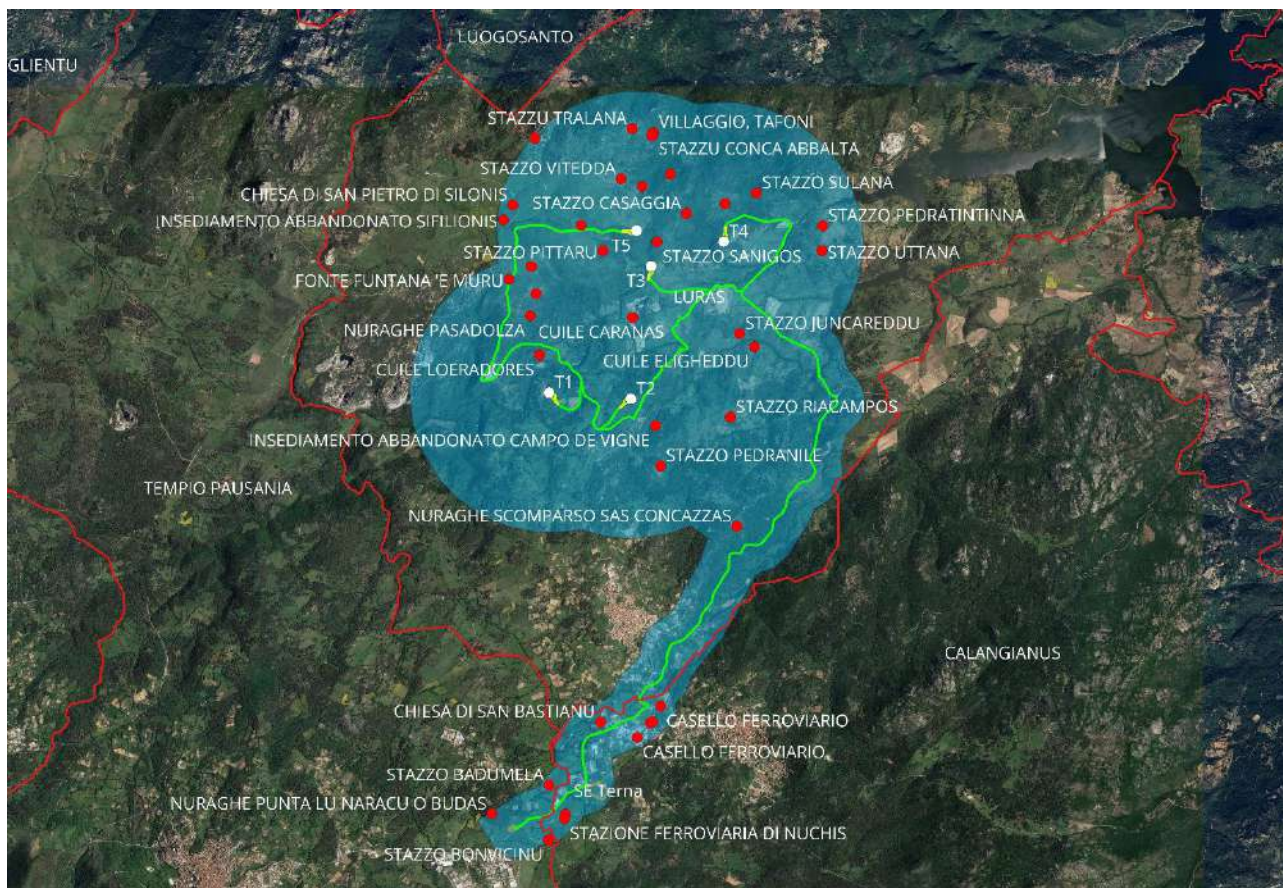 LUOGOSANTO
GLIENTU
STAZZU TRALANA
VILLAGGIO, TAFONI
STAZZU CONCA ABBALTA
STAZZO VITEDDA
STAZZO SULANA
CHIESA DI SAN PIETRO DI SILONIS
STAZZO CASAGGIA
INSEDIAMENTO ABBANDONATO SIFILIONIS
STAZZO PEDRATINTINNA
T4
T5
STAZZO PITTARU
STAZZO SANIGOS
STAZZO UTTANA
FONTE FUNTANA 'E MURU
T3
LURAS
NURAGHE PASADOLZA
CUILE CARANAS
STAZZO JUNCAREDDU
CUILE LOERADORES
CUILE ELIGHEDDU
T1
T2
STAZZO RIACAMPOS
INSEDIAMENTO ABBANDONATO CAMPO DE VIGNE
STAZZO PEDRANILE
TEMPIO PAUSANIA
NURAGHE SCOMPARSO SAS CONCAZZAS
CALANGIANUS
CHIESA DI SAN BASTIANU
CASELLO FERROVIARIO
CASELLO FERROVIARIO,
STAZZO BADUMELA
SE Terna
NURAGHE PUNTA LU NARACU O BUDAS
STAZIONE FERROVIARIA DI NUCHIS
STAZZO BONVICINU